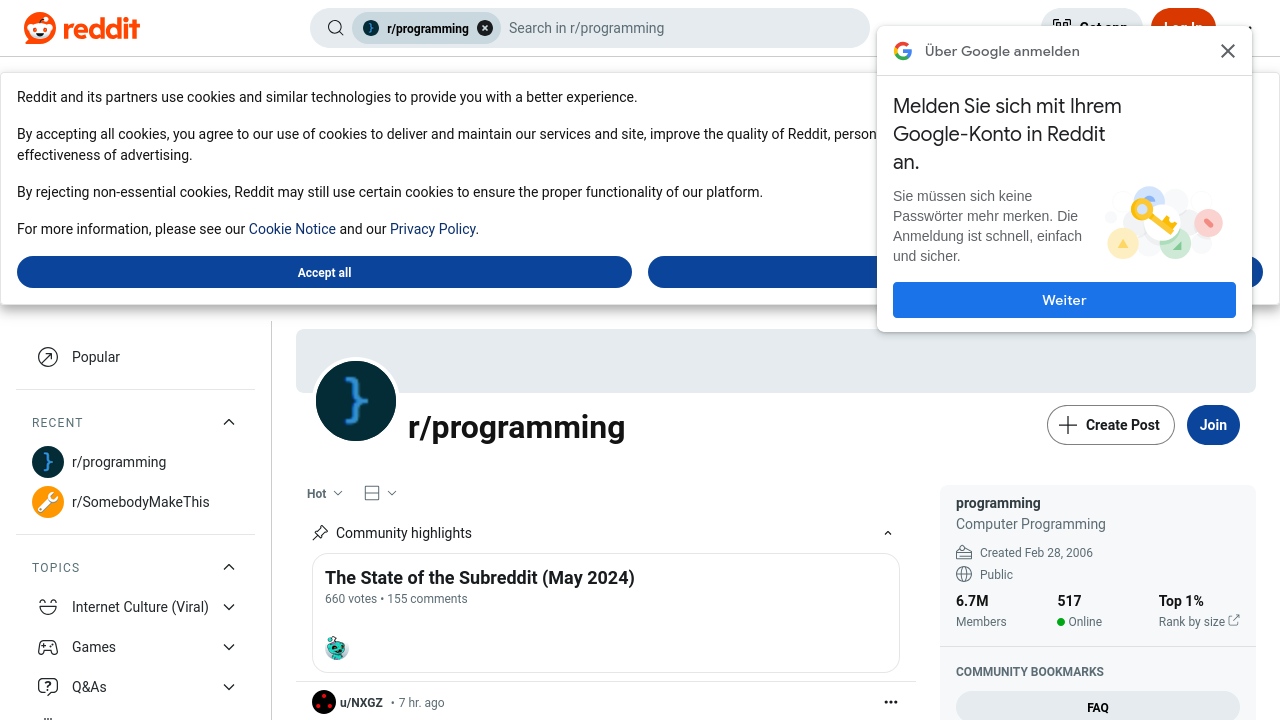 reddit
r/programming
Search in r/programming
Get app
Log In
Über Google anmelden
Reddit and its partners use cookies and similar technologies to provide you with a better experience.
By accepting all cookies, you agree to our use of cookies to deliver and maintain our services and site, improve the quality of Reddit,
effectiveness of advertising.
By rejecting non-essential cookies, Reddit may still use certain cookies to ensure the proper functionality of our platform.
For more information, please see our Cookie Notice and our Privacy Policy.
Accept all
Melden Sie sich mit Ihrem
Google-Konto in Reddit
an.
Sie müssen sich keine
Passwörter mehr merken. Die
Anmeldung ist schnell, einfach
und sicher.
Weiter
Popular
RECENT
r/programming
r/SomebodyMakeThis
TOPICS
Internet Culture (Viral)
Games
Q&As
r/programming
Create Post
Join
Hot
Community highlights
The State of the Subreddit (May 2024)
660 votes • 155 comments
u/NXGZ • 7 hr. ago
programming
Computer Programming
Created Feb 28, 2006
Public
6.7M 517 Top 1%
Members Online Rank by size
COMMUNITY BOOKMARKS
FAQ